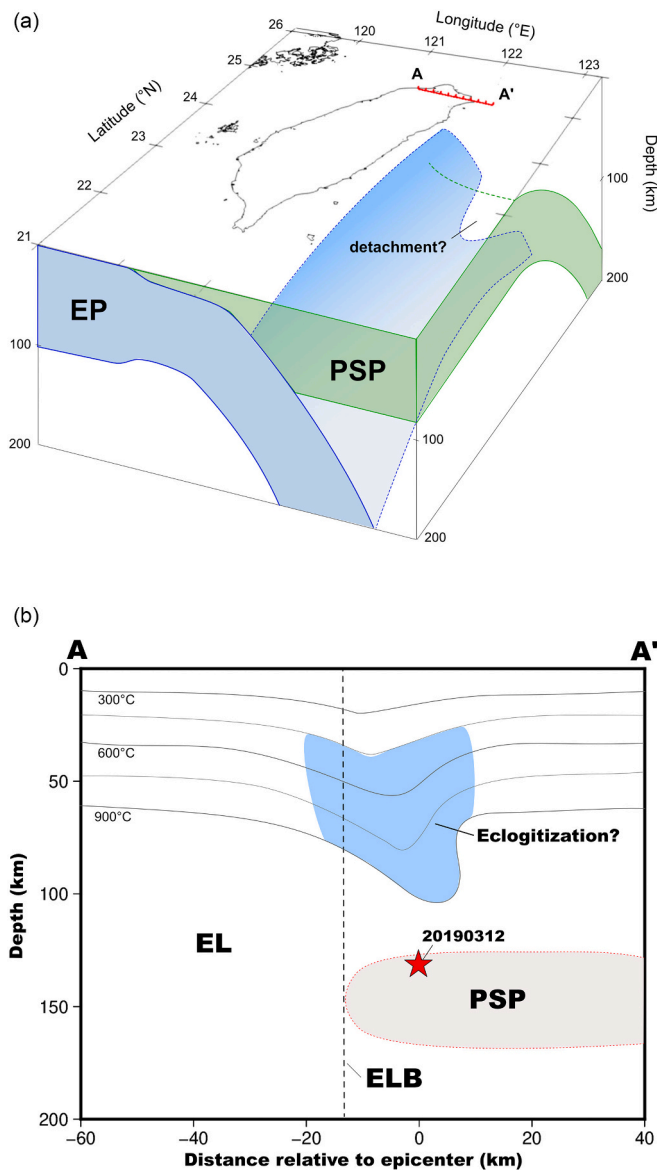 (a)
Longitude (°E)
26
120
121
122
123
25
A
A'
Latitude (°N)
24
23
22
21
Depth (km)
100
200
detachment?
EP
PSP
100
200
100
200
(b)
A
A'
0
300°C
600°C
50
900°C
Eclogitization?
Depth (km)
100
EL
20190312
150
PSP
ELB
200
−60
−40
−20
0
20
40
Distance relative to epicenter (km)